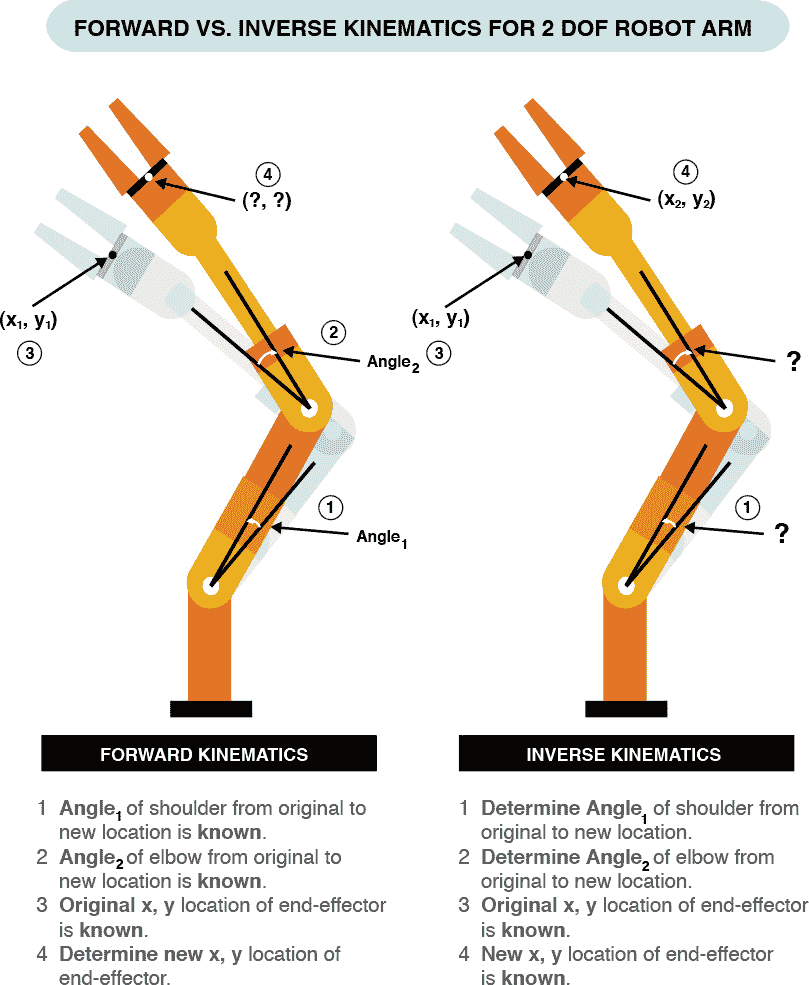 FORWARD VS. INVERSE KINEMATICS FOR 2 DOF ROBOT ARM
4
(?, ?)
(x₁, y₁)
3
2
Angle₂
1
Angle₁
4
(x₂, y₂)
(x₁, y₁)
3
?
1
?
FORWARD KINEMATICS
1 Angle₁ of shoulder from original to
new location is known.
2 Angle₂ of elbow from original to
new location is known.
3 Original x, y location of end-effector
is known.
4 Determine new x, y location of
end-effector.
INVERSE KINEMATICS
1 Determine Angle₁ of shoulder from
original to new location.
2 Determine Angle₂ of elbow from
original to new location.
3 Original x, y location of end-effector
is known.
4 New x, y location of end-effector
is known.